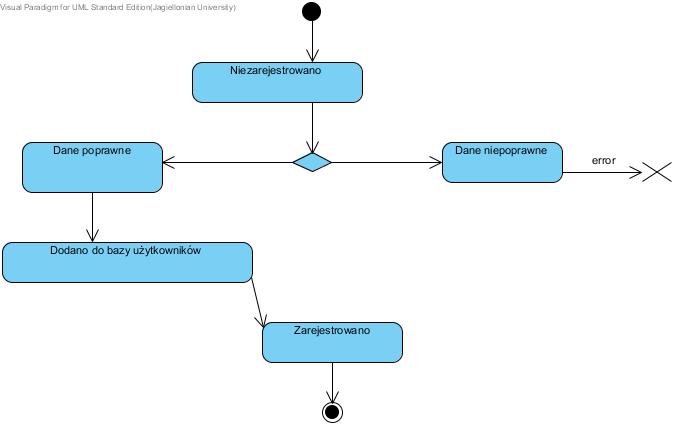 Visual Paradigm for UML Standard Edition(Jagiellonian University)
Niezarejestrowano
Dane poprawne
Dane niepoprawne
error
Dodano do bazy użytkowników
Zarejestrowano